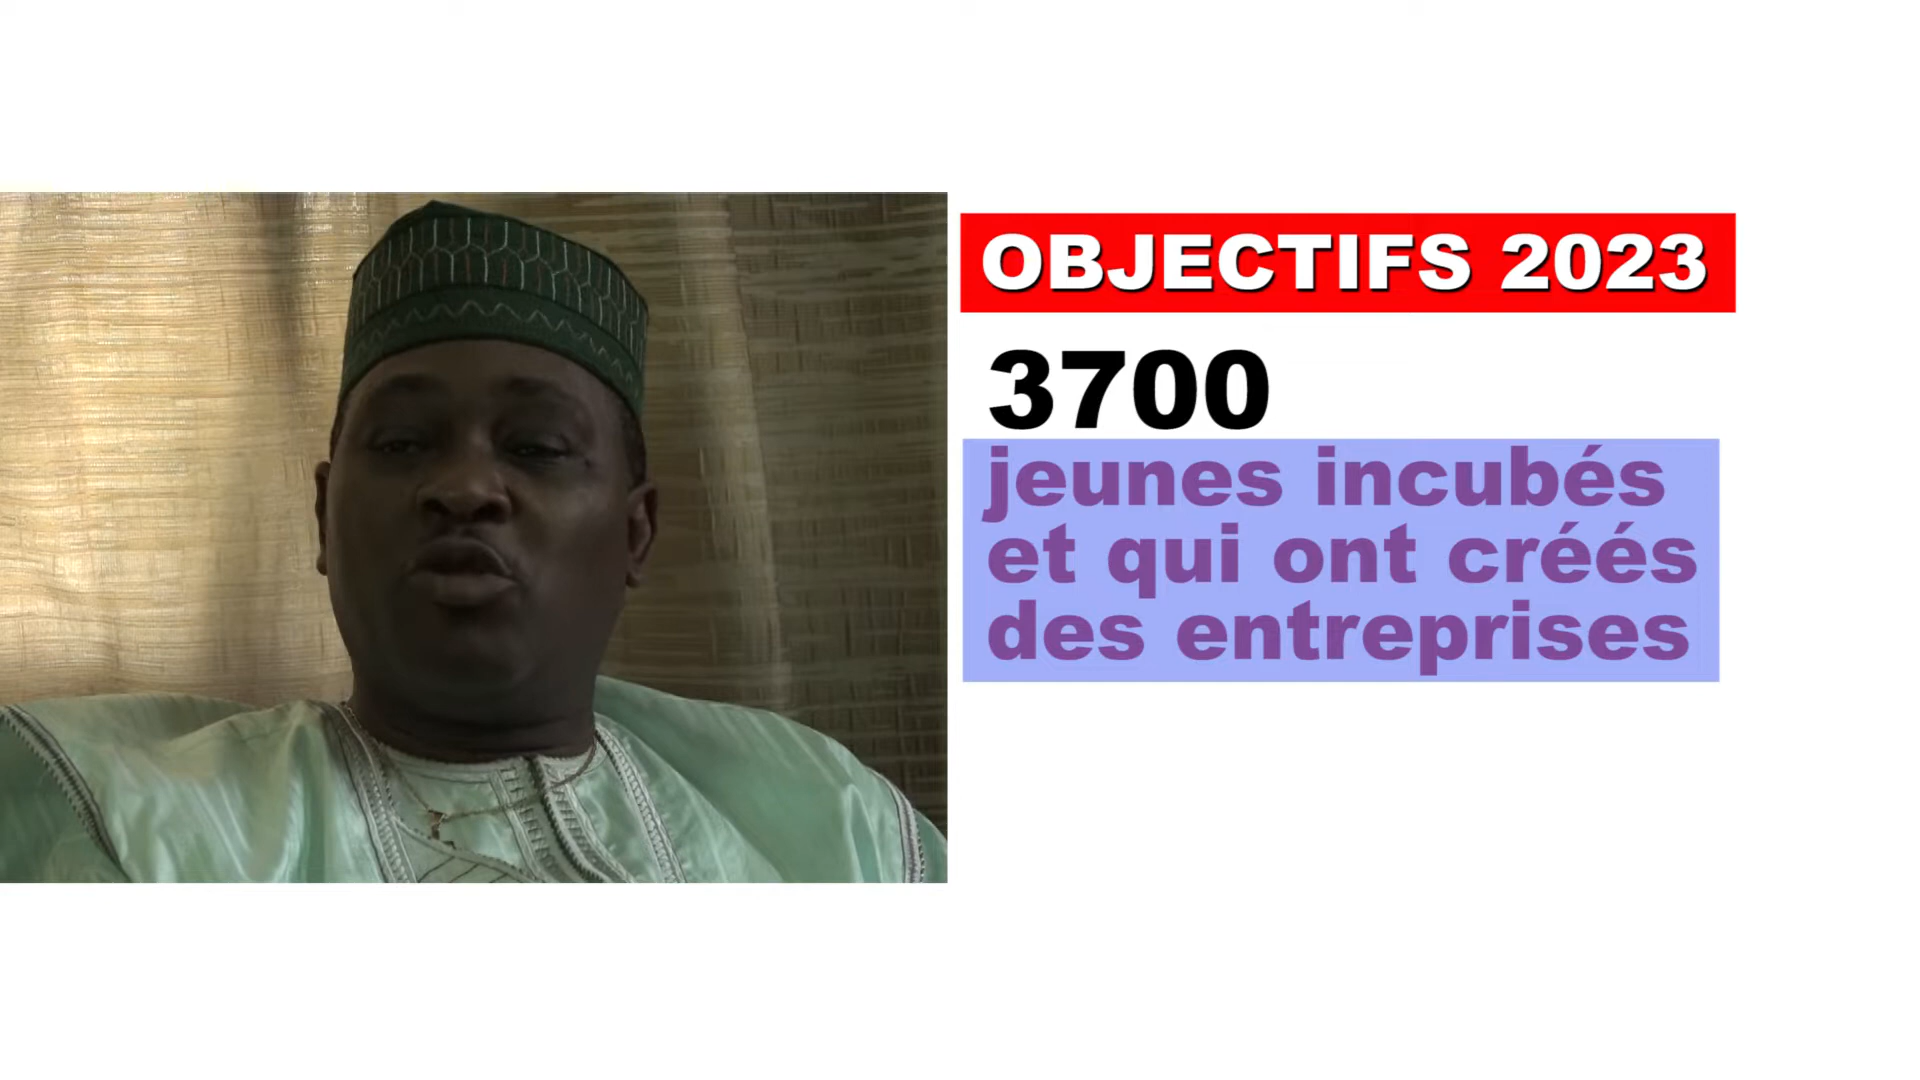 OBJECTIFS 2023
3700
jeunes incubés
et qui ont créés
des entreprises